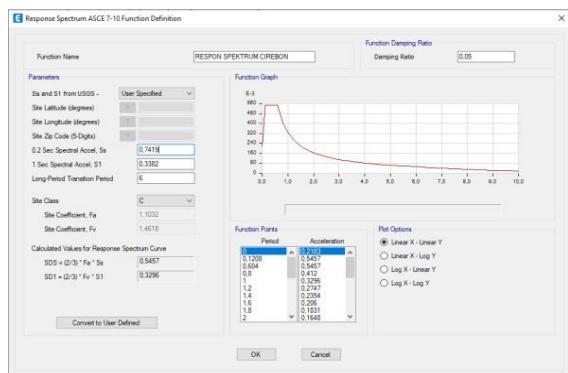 Response Spectrum ASCE 7-10 Function Definition
Function Damping Ratio
Function Name
RESPON SPEKTRUM CIREBON
Damping Ratio
0.05
Parameters
Ss and S1 from USGS - User Specified
Site Latitude (degrees) ?
Site Longitude (degrees) ?
Site Zip Code (5-Digits) ?
0.2 Sec Spectral Accel, Ss 0,7419
1 Sec Spectral Accel, S1 0.3382
Long-Period Transition Period 6
Site Class C
Site Coefficient, Fa 1,1032
Site Coefficient, Fv 1,4618
Calculated Values for Response Spectrum Curve
SDS = (2/3) * Fa * Ss 0,5457
SD1 = (2/3) * Fv * S1 0,3296
Convert to User Defined
Function Graph
E-3
560
480
400
320
240
160
80
0
0,0 1,0 2,0 3,0 4,0 5,0 6,0 7,0 8,0 9,0 10,0
Function Points
Period Acceleration
0 0,2183
0,1208 0,5457
0,604 0,5457
0,8 0,412
1 0,3296
1,2 0,2747
1,4 0,2354
1,6 0,206
1,8 0,1831
2 0,1648
Plot Options
Linear X - Linear Y
Linear X - Log Y
Log X - Linear Y
Log X - Log Y
OK Cancel